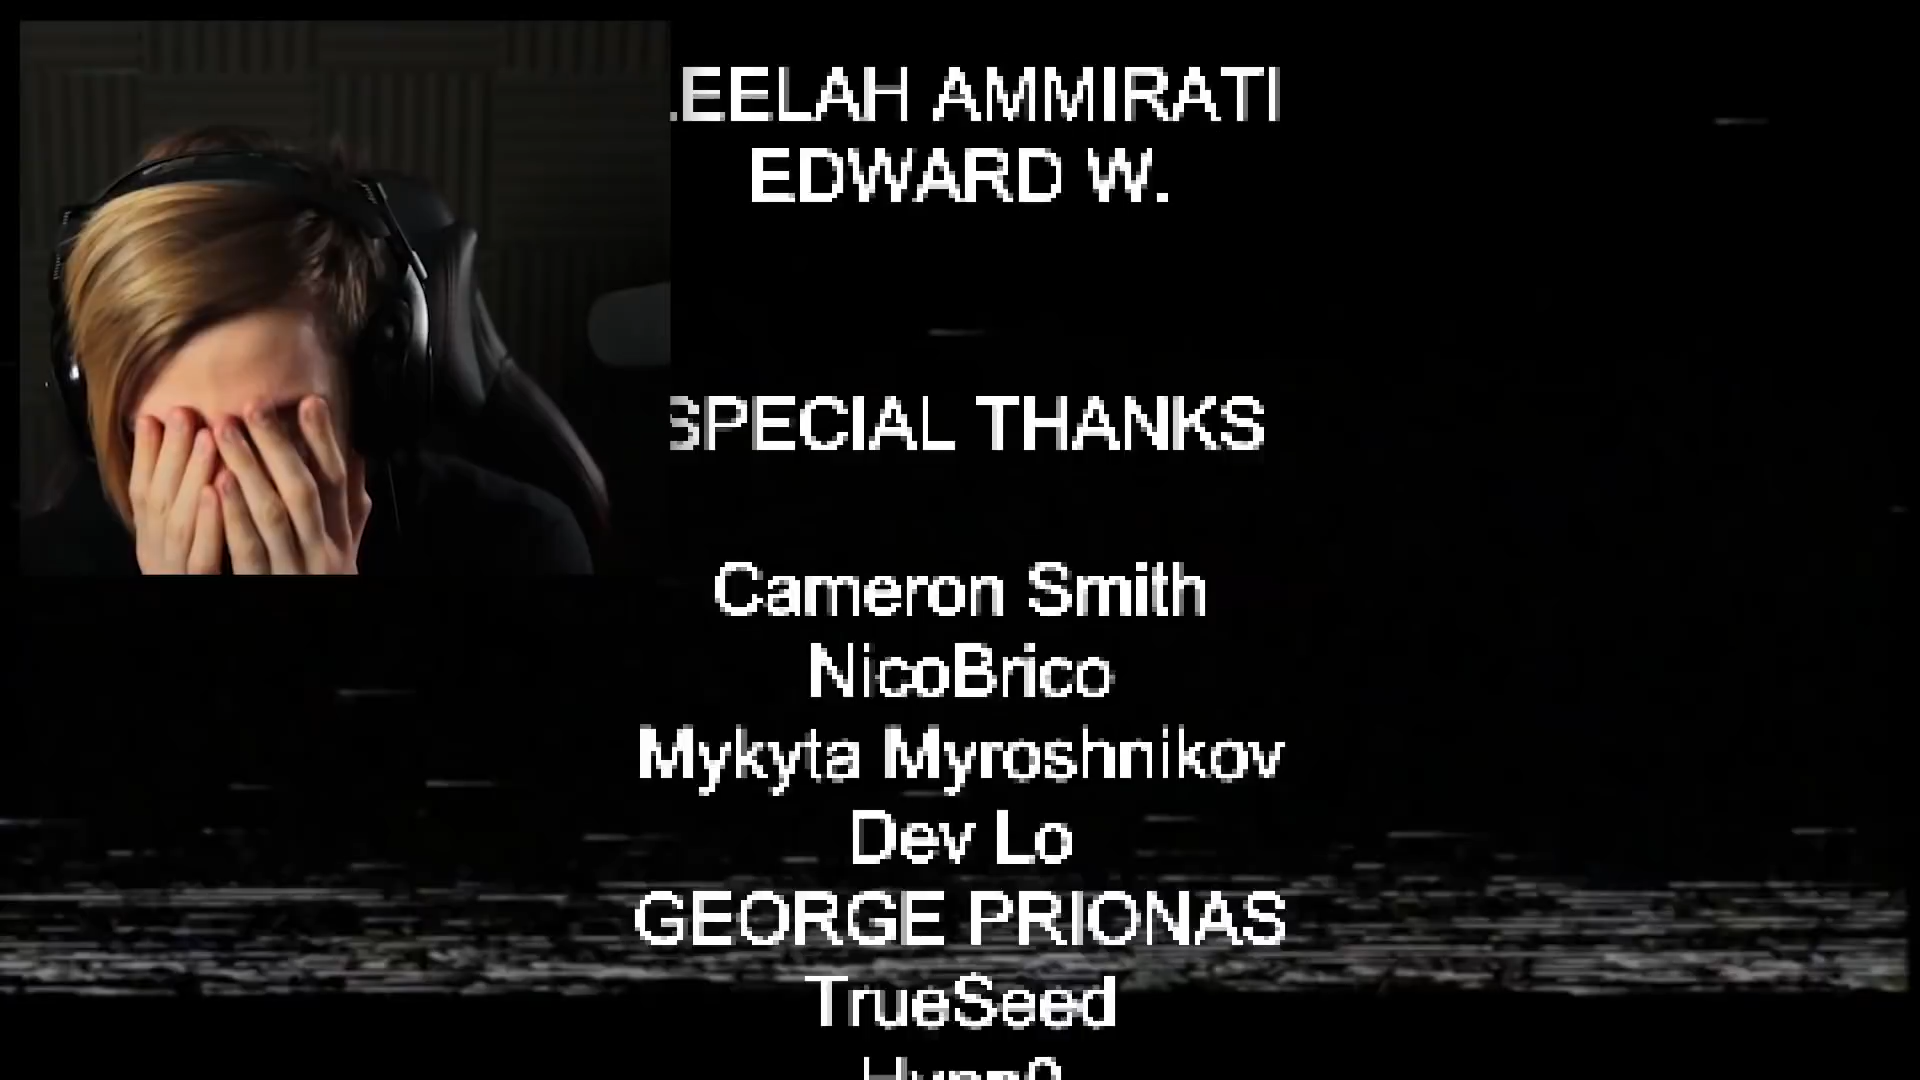 EELAH AMMIRATI
EDWARD W.
SPECIAL THANKS
Cameron Smith
NicoBrico
Mykyta Myroshnikov
Dev Lo
GEORGE PRIONAS
TrueSeed